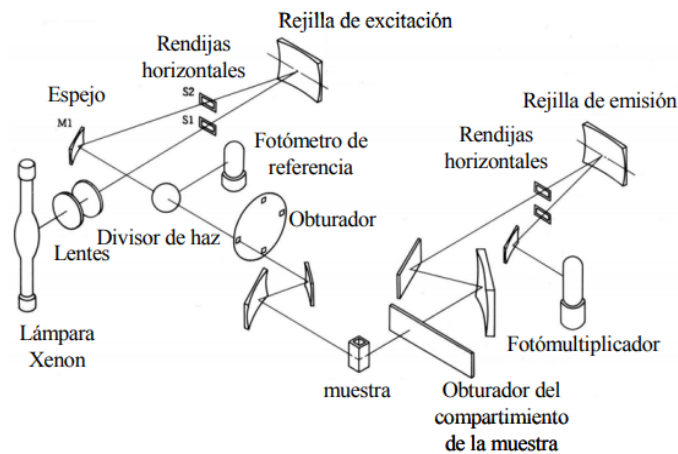 Rejilla de excitación
Rendijas
horizontales
S2
S1
Espejo
M1
Fotómetro de
referencia
Rejilla de emisión
Rendijas
horizontales
Obturador
Divisor de haz
Lentes
Lámpara
Xenon
muestra
Obturador del
compartimiento
de la muestra
Fotómultiplicador